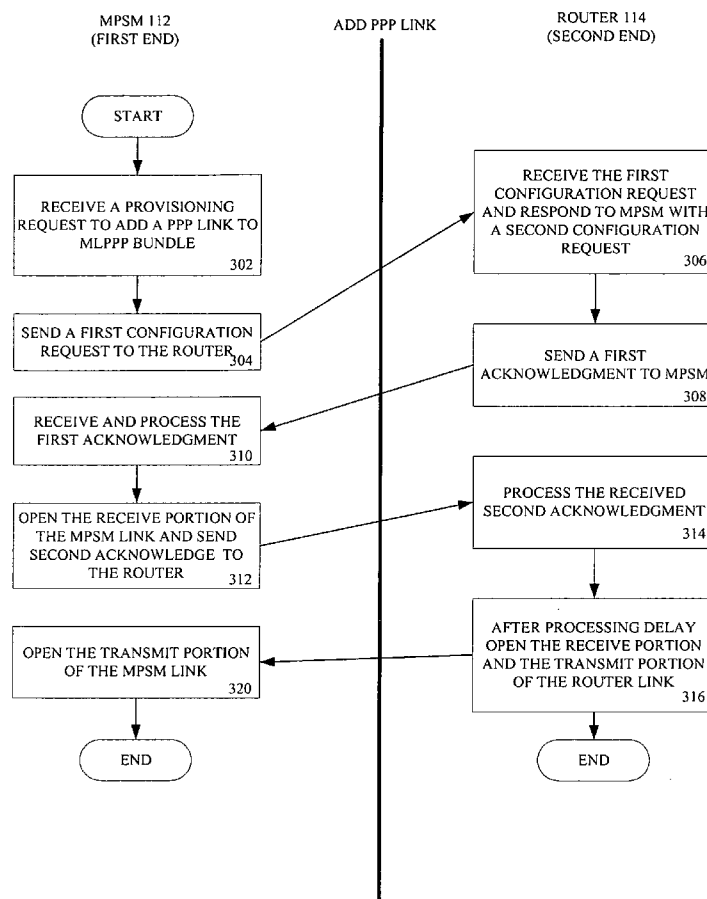 MPSM 112
(FIRST END)
ADD PPP LINK
ROUTER 114
(SECOND END)
START
RECEIVE A PROVISIONING
REQUEST TO ADD A PPP LINK TO
MLPPP BUNDLE
302
SEND A FIRST CONFIGURATION
REQUEST TO THE ROUTER
304
RECEIVE THE FIRST
CONFIGURATION REQUEST
AND RESPOND TO MPSM WITH
A SECOND CONFIGURATION
REQUEST
306
SEND A FIRST
ACKNOWLEDGMENT TO MPSM
308
RECEIVE AND PROCESS THE
FIRST ACKNOWLEDGMENT
310
OPEN THE RECEIVE PORTION OF
THE MPSM LINK AND SEND
SECOND ACKNOWLEDGE TO
THE ROUTER
312
PROCESS THE RECEIVED
SECOND ACKNOWLEDGMENT
314
AFTER PROCESSING DELAY
OPEN THE RECEIVE PORTION
AND THE TRANSMIT PORTION
OF THE ROUTER LINK
316
OPEN THE TRANSMIT PORTION
OF THE MPSM LINK
320
END
END